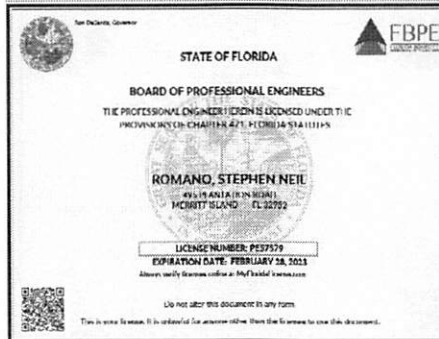 Ron DeSantis, Governor
FBPE
STATE OF FLORIDA
BOARD OF PROFESSIONAL ENGINEERS
THE PROFESSIONAL ENGINEER HEREIN IS LICENSED UNDER THE
PROVISIONS OF CHAPTER 471, FLORIDA STATUTES
ROMANO, STEPHEN NEIL
ROAD
MERRITT ISLAND FL 32952
LICENSE NUMBER: PE57579
EXPIRATION DATE: FEBRUARY 28, 2023
Always verify licenses online at MyFloridaLicense.com
Do not alter this document in any form.
This is your license. It is unlawful for anyone other than the licensee to use this document.